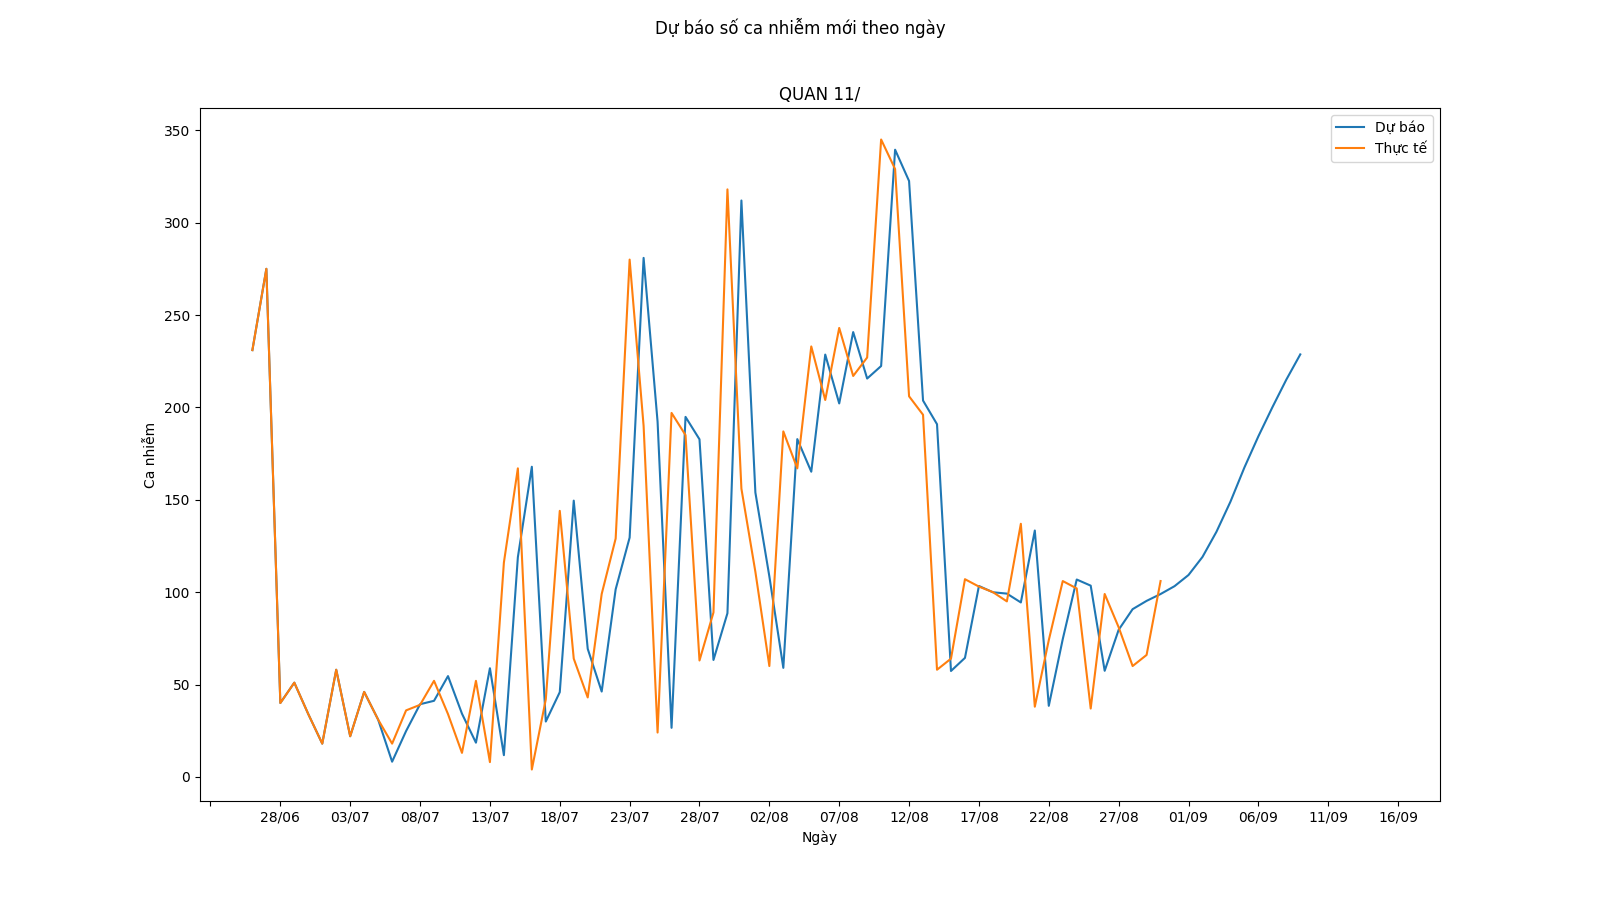 Dự báo số ca nhiễm mới theo ngày
QUAN 11/
Dự báo
Thực tế
350
300
250
200
150
100
50
0
Ca nhiễm
28/06 03/07 08/07 13/07 18/07 23/07 28/07 02/08 07/08 12/08 17/08 22/08 27/08 01/09 06/09 11/09 16/09
Ngày